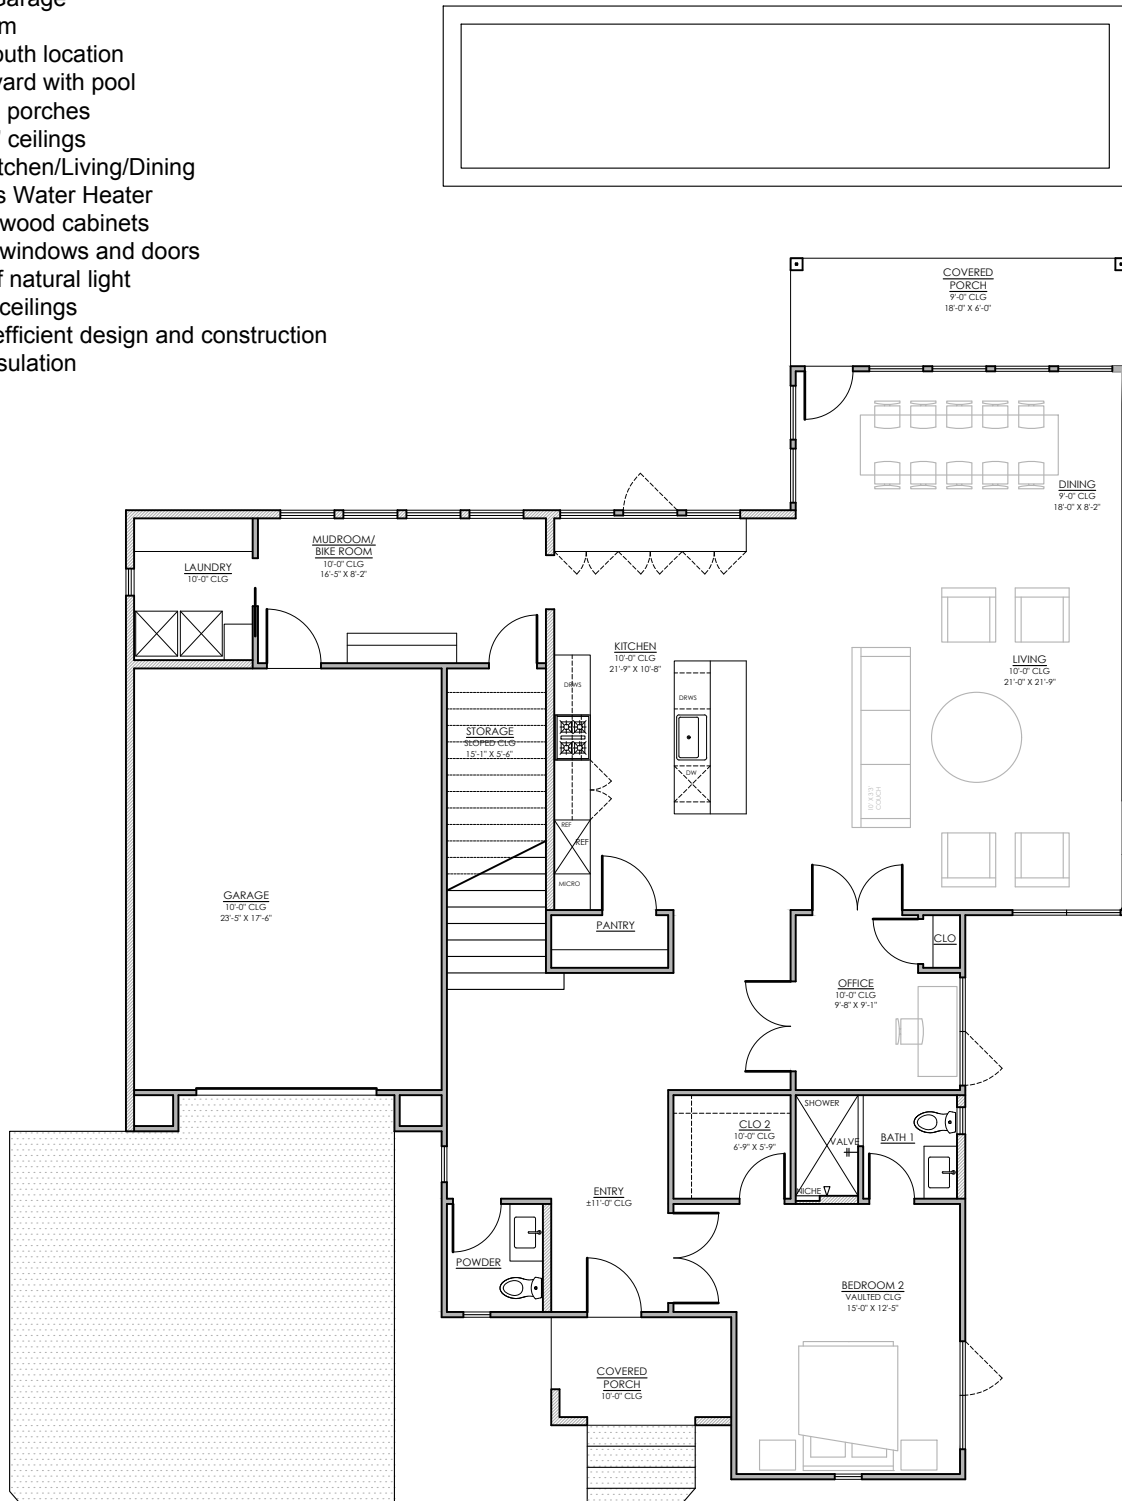 Garage
m
outh location
yard with pool
porches
' ceilings
tchen/Living/Dining
s Water Heater
wood cabinets
windows and doors
f natural light
ceilings
efficient design and construction
sulation
COVERED
PORCH
9'-0" CLG
18'-0" X 6'-0"
DINING
9'-0" CLG
18'-0" X 8'-2"
MUDROOM/
BIKE ROOM
10'-0" CLG
16'-5" X 8'-2"
LAUNDRY
10'-0" CLG
KITCHEN
10'-0" CLG
21'-9" X 10'-8"
LIVING
10'-0" CLG
21'-0" X 21'-9"
DRWS
DRWS
STORAGE
SLOPED CLG
15'-1" X 5'-6"
DW
10' X 3'3"
COUCH
REF
REF
MICRO
GARAGE
10'-0" CLG
23'-5" X 17'-6"
PANTRY
CLO
OFFICE
10'-0" CLG
9'-8" X 9'-1"
SHOWER
CLO 2
10'-0" CLG
6'-9" X 5'-9"
VALVE
BATH 1
NICHE
ENTRY
±11'-0" CLG
POWDER
BEDROOM 2
VAULTED CLG
15'-0" X 12'-5"
COVERED
PORCH
10'-0" CLG